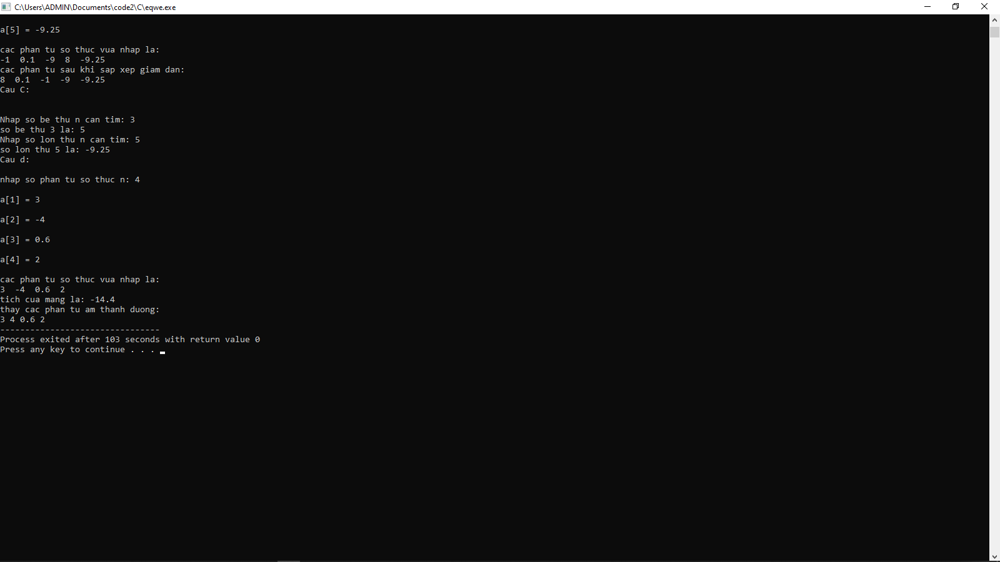 C:\Users\ADMIN\Documents\code2\C\eqwe.exe
a[5] = -9.25
cac phan tu so thuc vua nhap la:
-1  0.1  -9  8  -9.25
cac phan tu sau khi sap xep giam dan:
8  0.1  -1  -9  -9.25
Cau C:
Nhap so be thu n can tim: 3
so be thu 3 la: 5
Nhap so lon thu n can tim: 5
so lon thu 5 la: -9.25
Cau d:
nhap so phan tu so thuc n: 4
a[1] = 3
a[2] = -4
a[3] = 0.6
a[4] = 2
cac phan tu so thuc vua nhap la:
3  -4  0.6  2
tich cua mang la: -14.4
thay cac phan tu am thanh duong:
3 4 0.6 2
--------------------------------
Process exited after 103 seconds with return value 0
Press any key to continue . . .